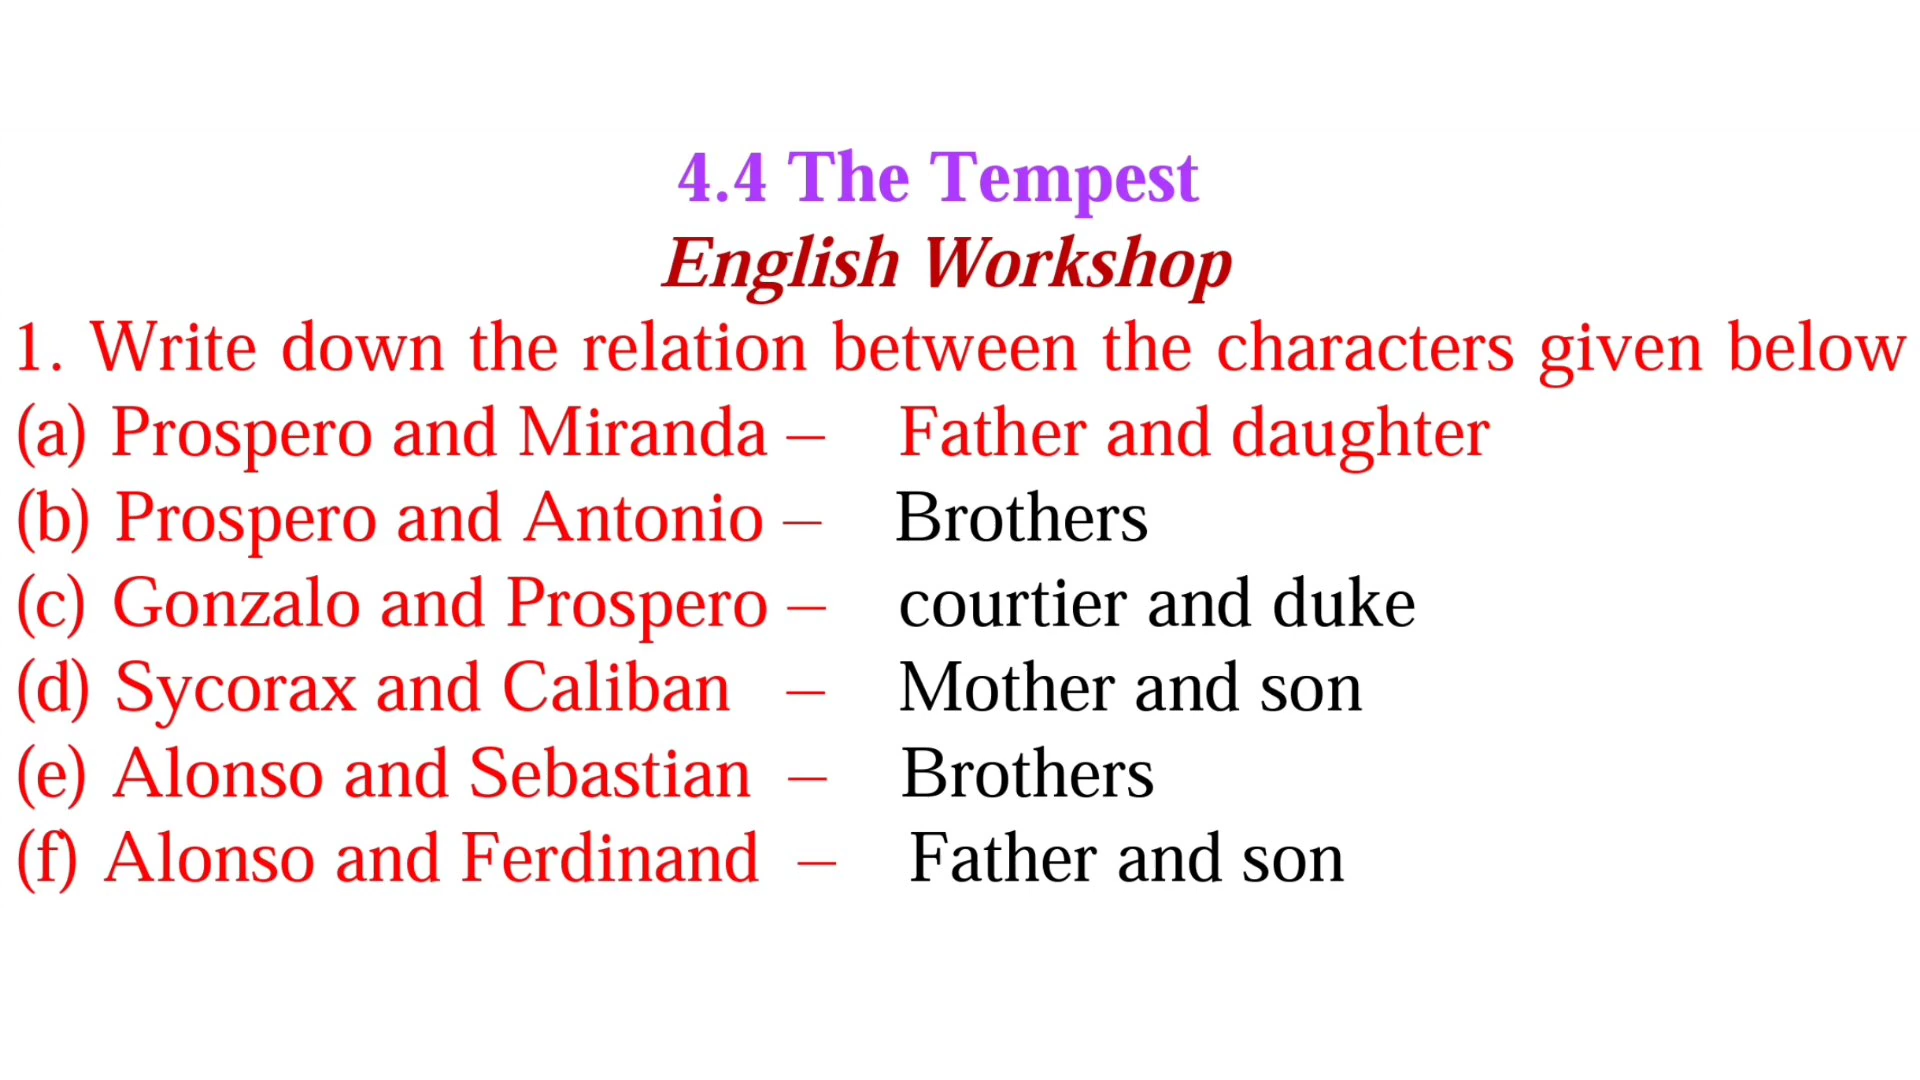 4.4 The Tempest
English Workshop
1. Write down the relation between the characters given below
(a) Prospero and Miranda – Father and daughter
(b) Prospero and Antonio – Brothers
(c) Gonzalo and Prospero – courtier and duke
(d) Sycorax and Caliban – Mother and son
(e) Alonso and Sebastian – Brothers
(f) Alonso and Ferdinand – Father and son